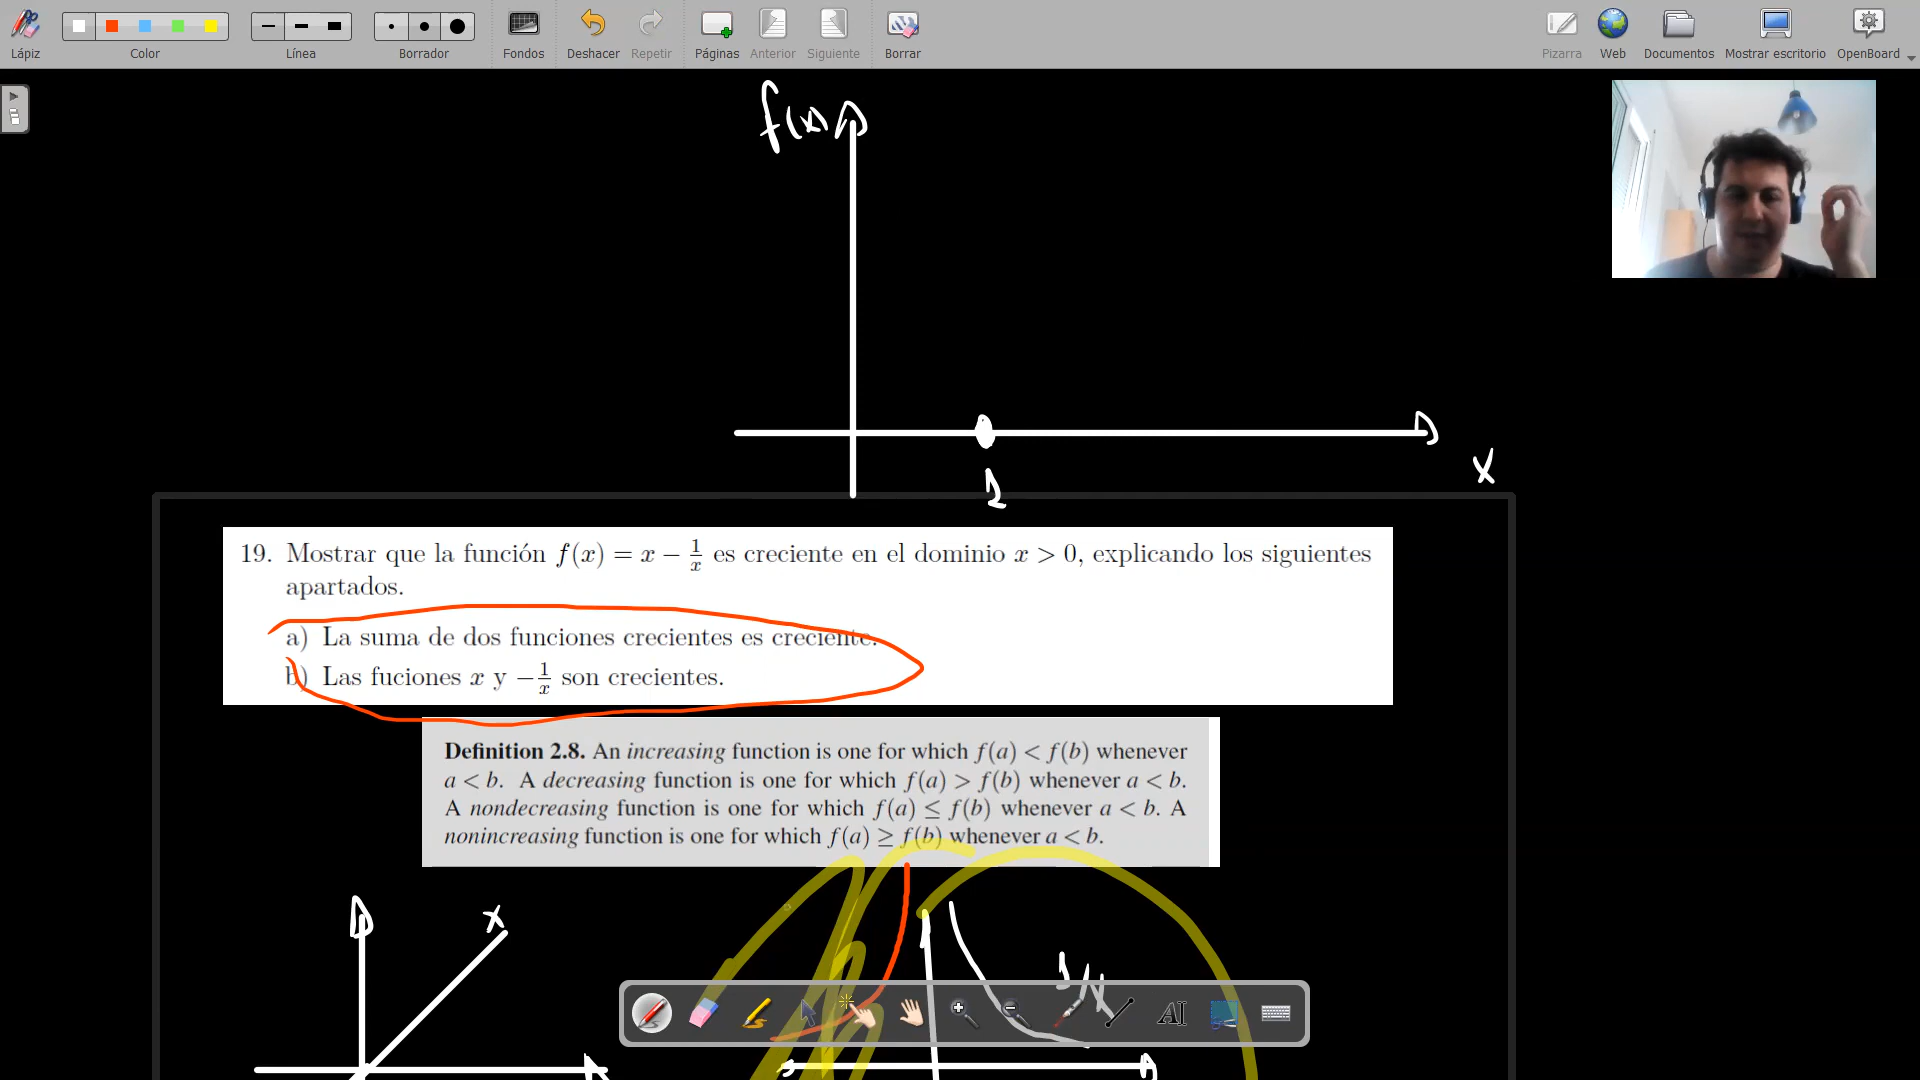 Lápiz Color Línea Borrador Fondos Deshacer Repetir Páginas Anterior Siguiente Borrar Pizarra Web Documentos Mostrar escritorio OpenBoard
f(x)
x
1
19. Mostrar que la función f(x) = x − 1/x es creciente en el dominio x > 0, explicando los siguientes
apartados.
a) La suma de dos funciones crecientes es creciente.
b) Las fuciones x y −1/x son crecientes.
Definition 2.8. An increasing function is one for which f(a) < f(b) whenever
a < b. A decreasing function is one for which f(a) > f(b) whenever a < b.
A nondecreasing function is one for which f(a) ≤ f(b) whenever a < b. A
nonincreasing function is one for which f(a) ≥ f(b) whenever a < b.
x
1/x
AI